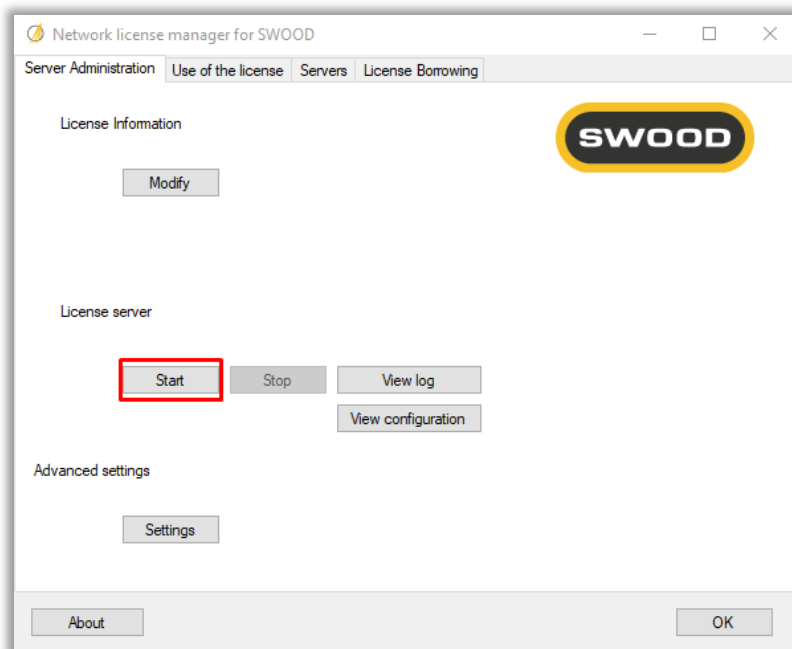 Network license manager for SWOOD
Server Administration Use of the license Servers License Borrowing
License Information
SWOOD
Modify
License server
Start Stop View log
View configuration
Advanced settings
Settings
About OK